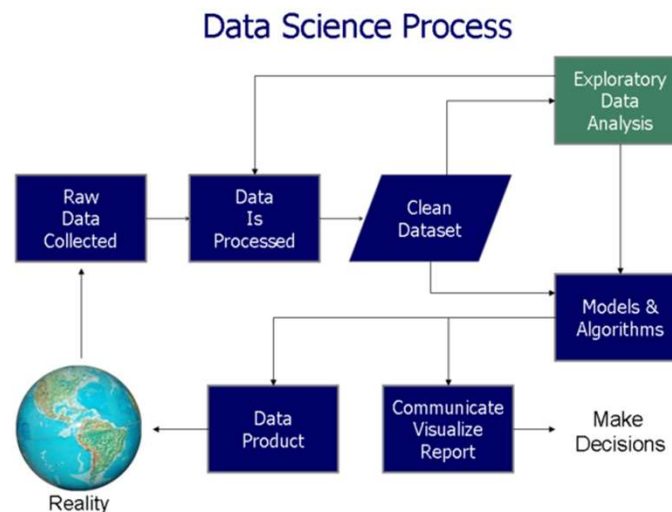 Data Science Process
Exploratory
Data
Analysis
Raw
Data
Collected
Data
Is
Processed
Clean
Dataset
Models &
Algorithms
Data
Product
Communicate
Visualize
Report
Make
Decisions
Reality